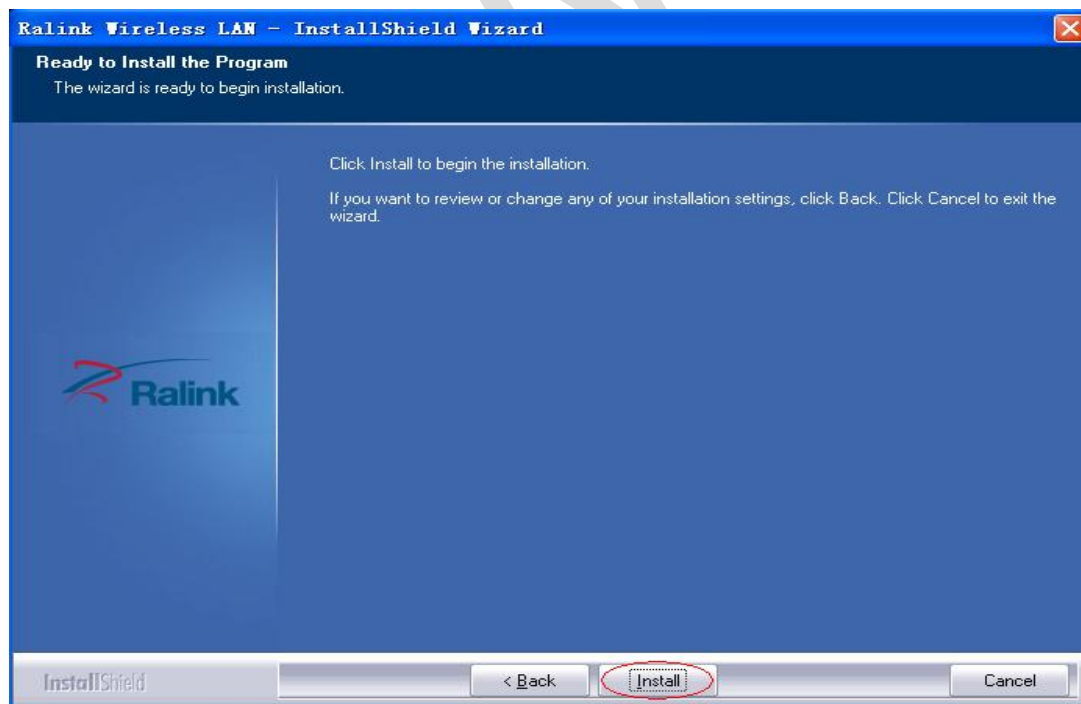 Ralink Wireless LAN - InstallShield Wizard
Ready to Install the Program
The wizard is ready to begin installation.
Click Install to begin the installation.
If you want to review or change any of your installation settings, click Back. Click Cancel to exit the
wizard.
Ralink
InstallShield
< Back
Install
Cancel